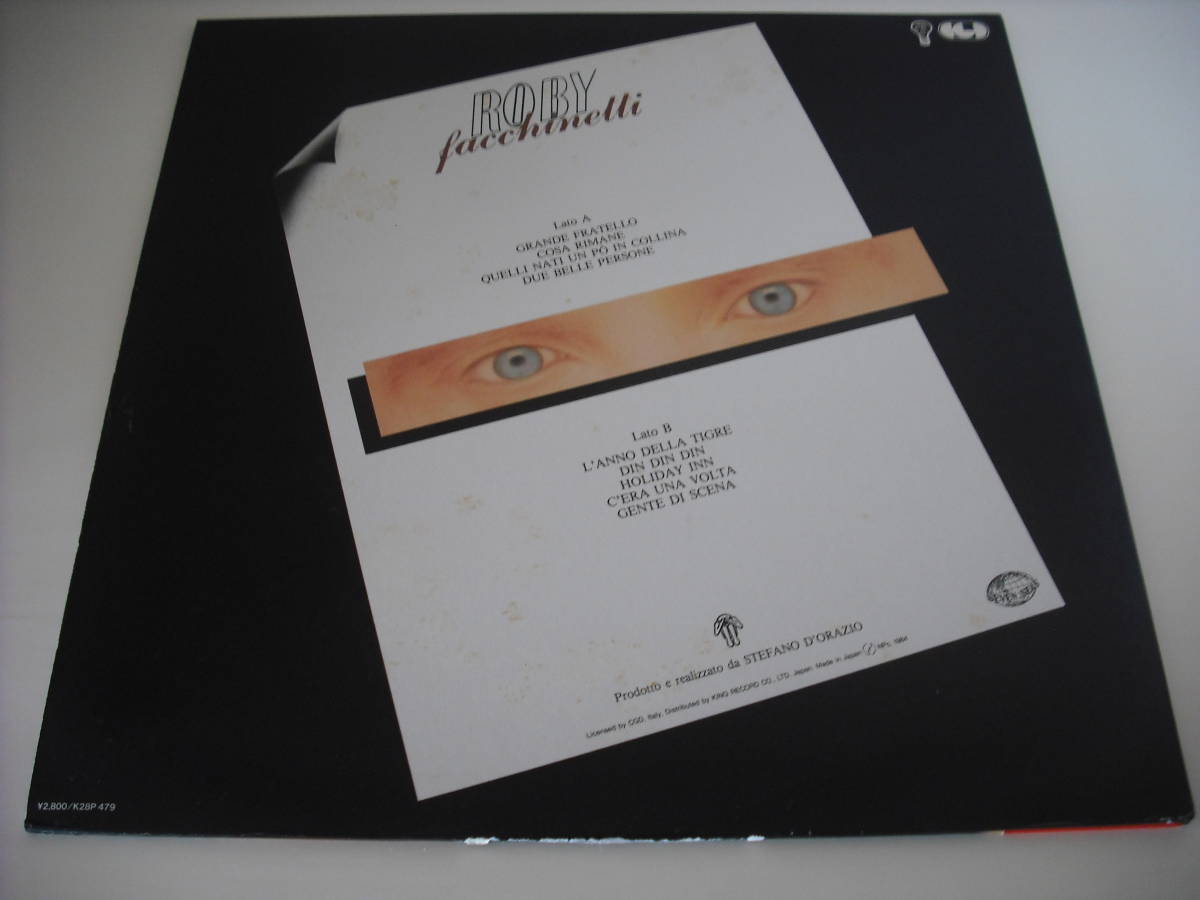 ROBY
facchinetti
Lato A
GRANDE FRATELLO
COSA RIMANE
QUELLI NATI UN PÒ IN COLLINA
DUE BELLE PERSONE
Lato B
L'ANNO DELLA TIGRE
DIN DIN DIN
HOLIDAY INN
C'ERA UNA VOLTA
GENTE DI SCENA
Prodotto e realizzato da STEFANO D'ORAZIO
Licensed by CGD, Italy, Distributed by KING RECORD CO., LTD. Japan. Made in Japan 1984
¥2,800/K28P 479